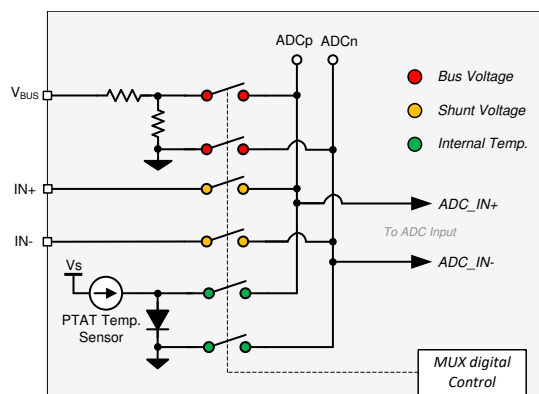 ADCp ADCn
VBUS
Bus Voltage
Shunt Voltage
Internal Temp.
IN+
ADC_IN+
To ADC Input
IN-
ADC_IN-
Vs
PTAT Temp.
Sensor
MUX digital
Control